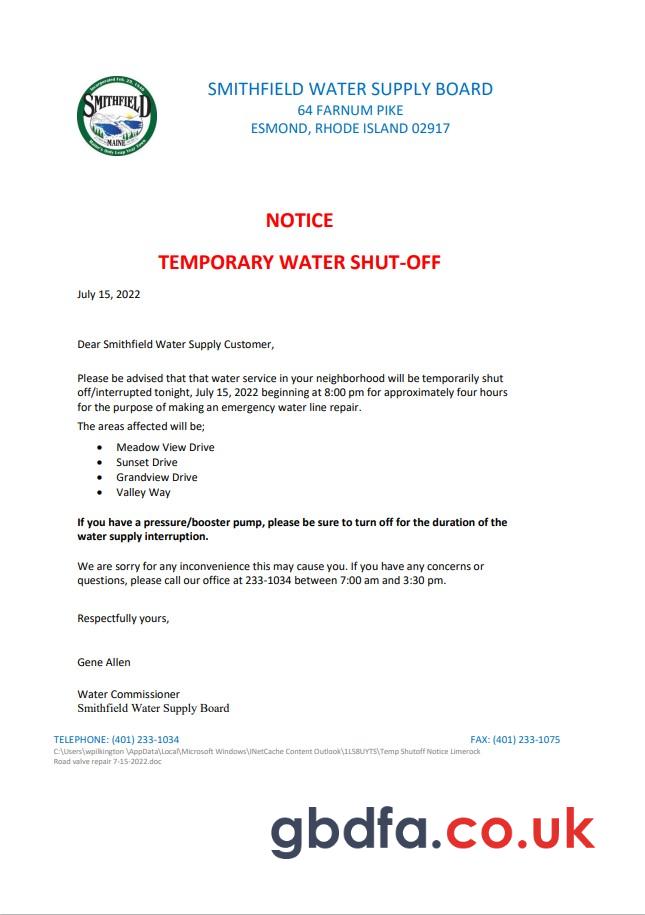 Incorporated Feb. 29, 1840
SMITHFIELD
MAINE
Maine's Only Leap Year Town
SMITHFIELD WATER SUPPLY BOARD
64 FARNUM PIKE
ESMOND, RHODE ISLAND 02917
NOTICE
TEMPORARY WATER SHUT-OFF
July 15, 2022
Dear Smithfield Water Supply Customer,
Please be advised that that water service in your neighborhood will be temporarily shut
off/interrupted tonight, July 15, 2022 beginning at 8:00 pm for approximately four hours
for the purpose of making an emergency water line repair.
The areas affected will be;
• Meadow View Drive
• Sunset Drive
• Grandview Drive
• Valley Way
If you have a pressure/booster pump, please be sure to turn off for the duration of the
water supply interruption.
We are sorry for any inconvenience this may cause you. If you have any concerns or
questions, please call our office at 233-1034 between 7:00 am and 3:30 pm.
Respectfully yours,
Gene Allen
Water Commissioner
Smithfield Water Supply Board
TELEPHONE: (401) 233-1034 FAX: (401) 233-1075
C:\Users\wpilkington \AppData\Local\Microsoft Windows\INetCache Content Outlook\1LS8UYTS\Temp Shutoff Notice Limerock
Road valve repair 7-15-2022.doc
gbdfa.co.uk